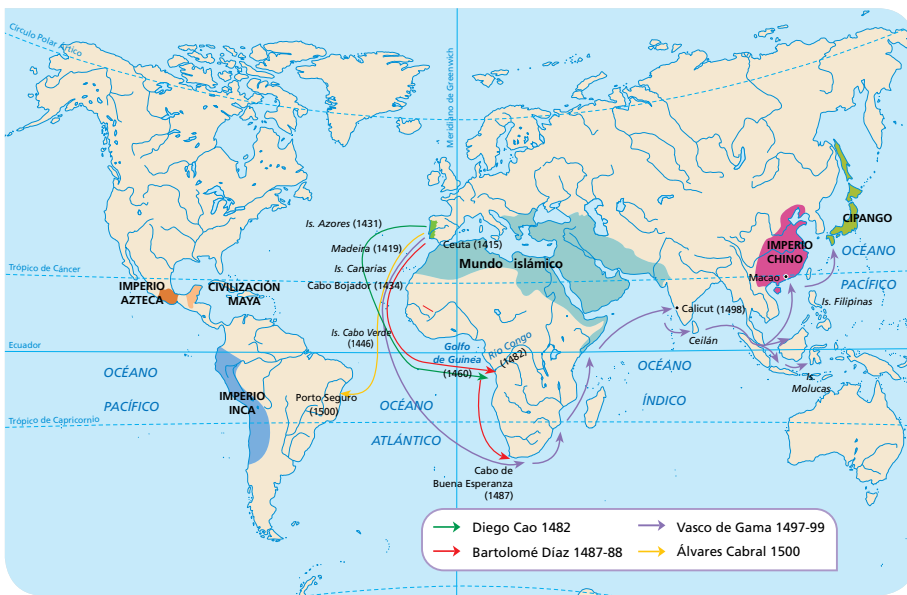 Círculo Polar Ártico
Meridiano de Greenwich
Is. Azores (1431)
Madeira (1419)
Ceuta (1415)
Is. Canarias
Mundo islámico
Cabo Bojador (1434)
Trópico de Cáncer
IMPERIO
AZTECA
CIVILIZACIÓN
MAYA
CIPANGO
IMPERIO
CHINO
Macao
OCÉANO
PACÍFICO
Is. Filipinas
Calicut (1498)
Ceilán
Is. Cabo Verde
(1446)
Golfo
de Guinea
(1460)
Río Congo
(1482)
Ecuador
OCÉANO
PACÍFICO
IMPERIO
INCA
Porto Seguro
(1500)
OCÉANO
ATLÁNTICO
OCÉANO
ÍNDICO
Is.
Molucas
Trópico de Capricornio
Cabo de
Buena Esperanza
(1487)
Diego Cao 1482
Vasco de Gama 1497-99
Bartolomé Díaz 1487-88
Álvares Cabral 1500